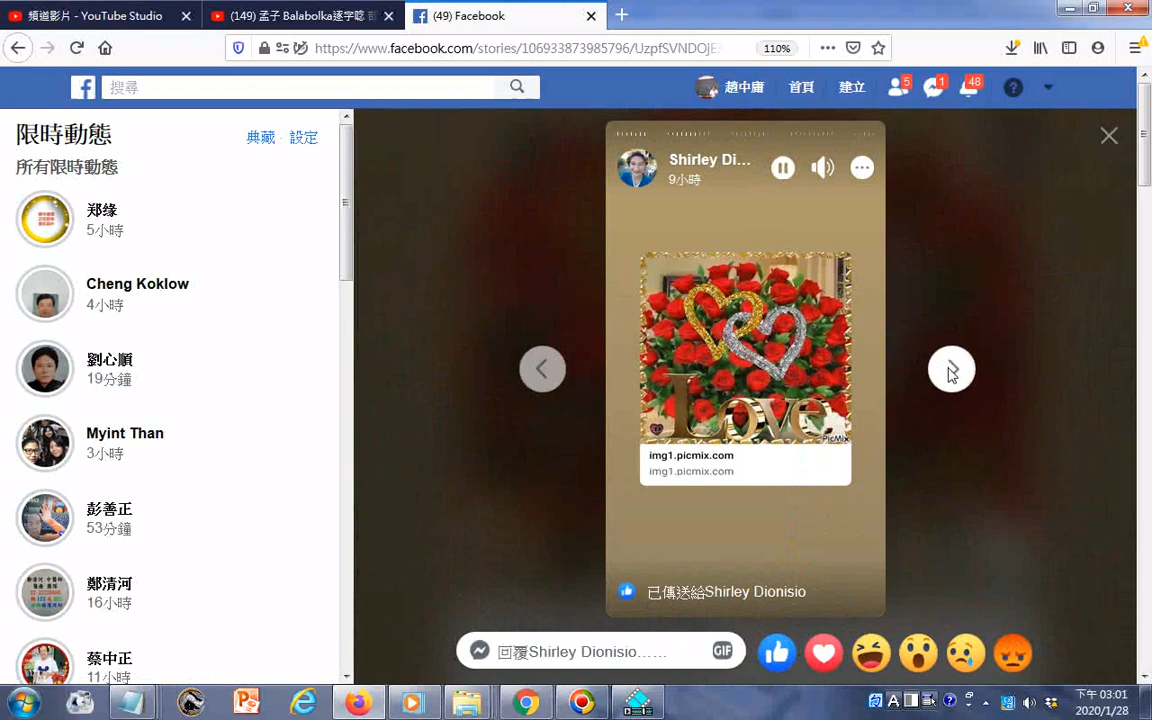 頻道影片 - YouTube Studio
(149) 孟子 Balabolka逐字唸
(49) Facebook
https://www.facebook.com/stories/106933873985796/UzpfSVNDOjE
110%
搜尋
趙中庸
首頁
建立
5
1
48
限時動態
典藏 · 設定
所有限時動態
郑缘
5小時
Cheng Koklow
4小時
劉心順
19分鐘
Myint Than
3小時
彭善正
53分鐘
鄭清河
16小時
蔡中正
11小時
Shirley Di...
9小時
Love
PicMix
img1.picmix.com
img1.picmix.com
已傳送給Shirley Dionisio
回覆Shirley Dionisio……
GIF
下午 03:01
2020/1/28